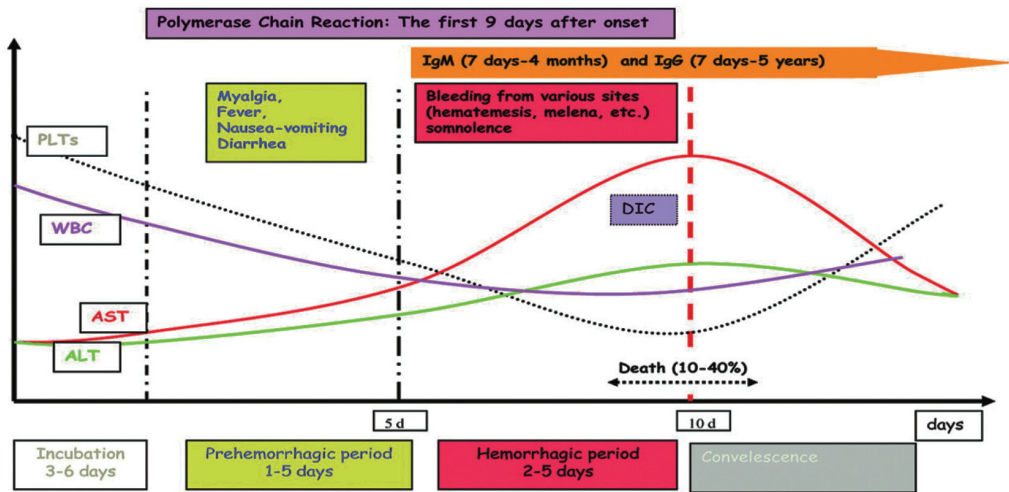 Polymerase Chain Reaction: The first 9 days after onset
IgM (7 days-4 months) and IgG (7 days-5 years)
Myalgia,
Fever,
Nausea-vomiting
Diarrhea
Bleeding from various sites
(hematemesis, melena, etc.)
somnolence
PLTs
WBC
DIC
AST
ALT
Death (10-40%)
5 d
10 d
days
Incubation
3-6 days
Prehemorrhagic period
1-5 days
Hemorrhagic period
2-5 days
Convelescence